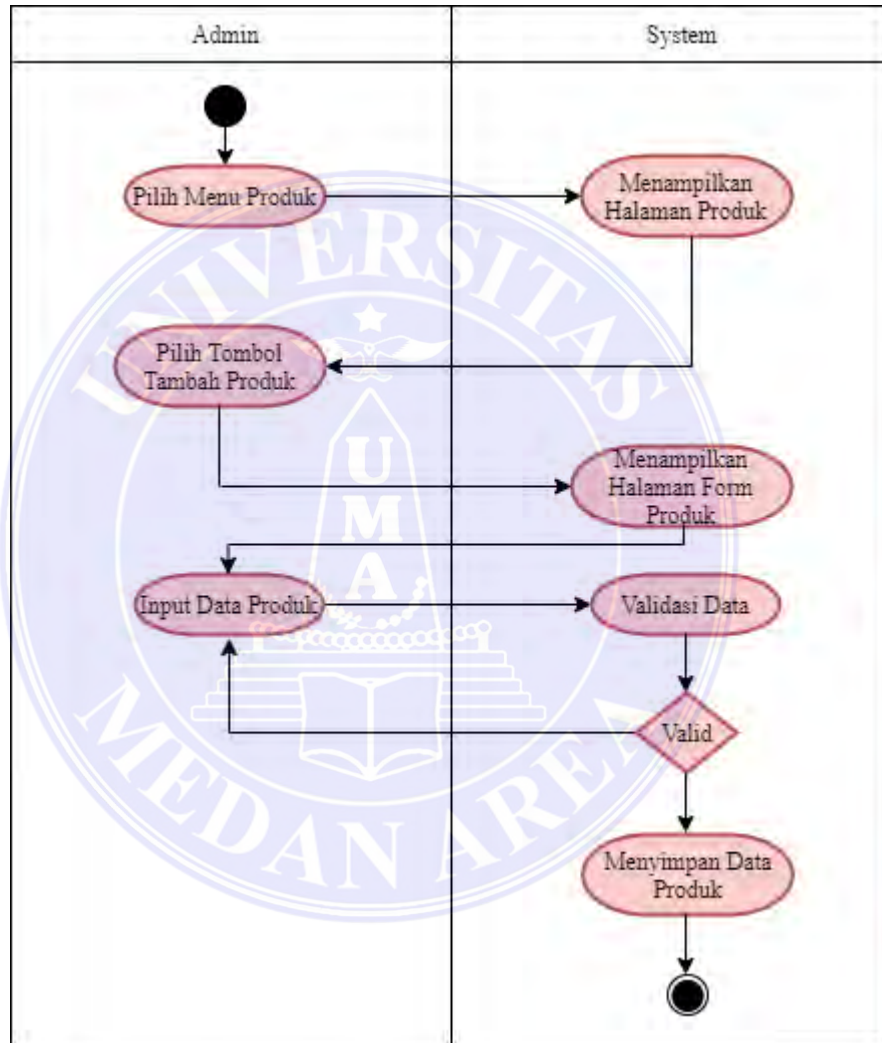 Admin
System
Pilih Menu Produk
Menampilkan
Halaman Produk
Pilih Tombol
Tambah Produk
Menampilkan
Halaman Form
Produk
Input Data Produk
Validasi Data
Valid
Menyimpan Data
Produk
UNIVERSITAS
UMA
MEDAN AREA